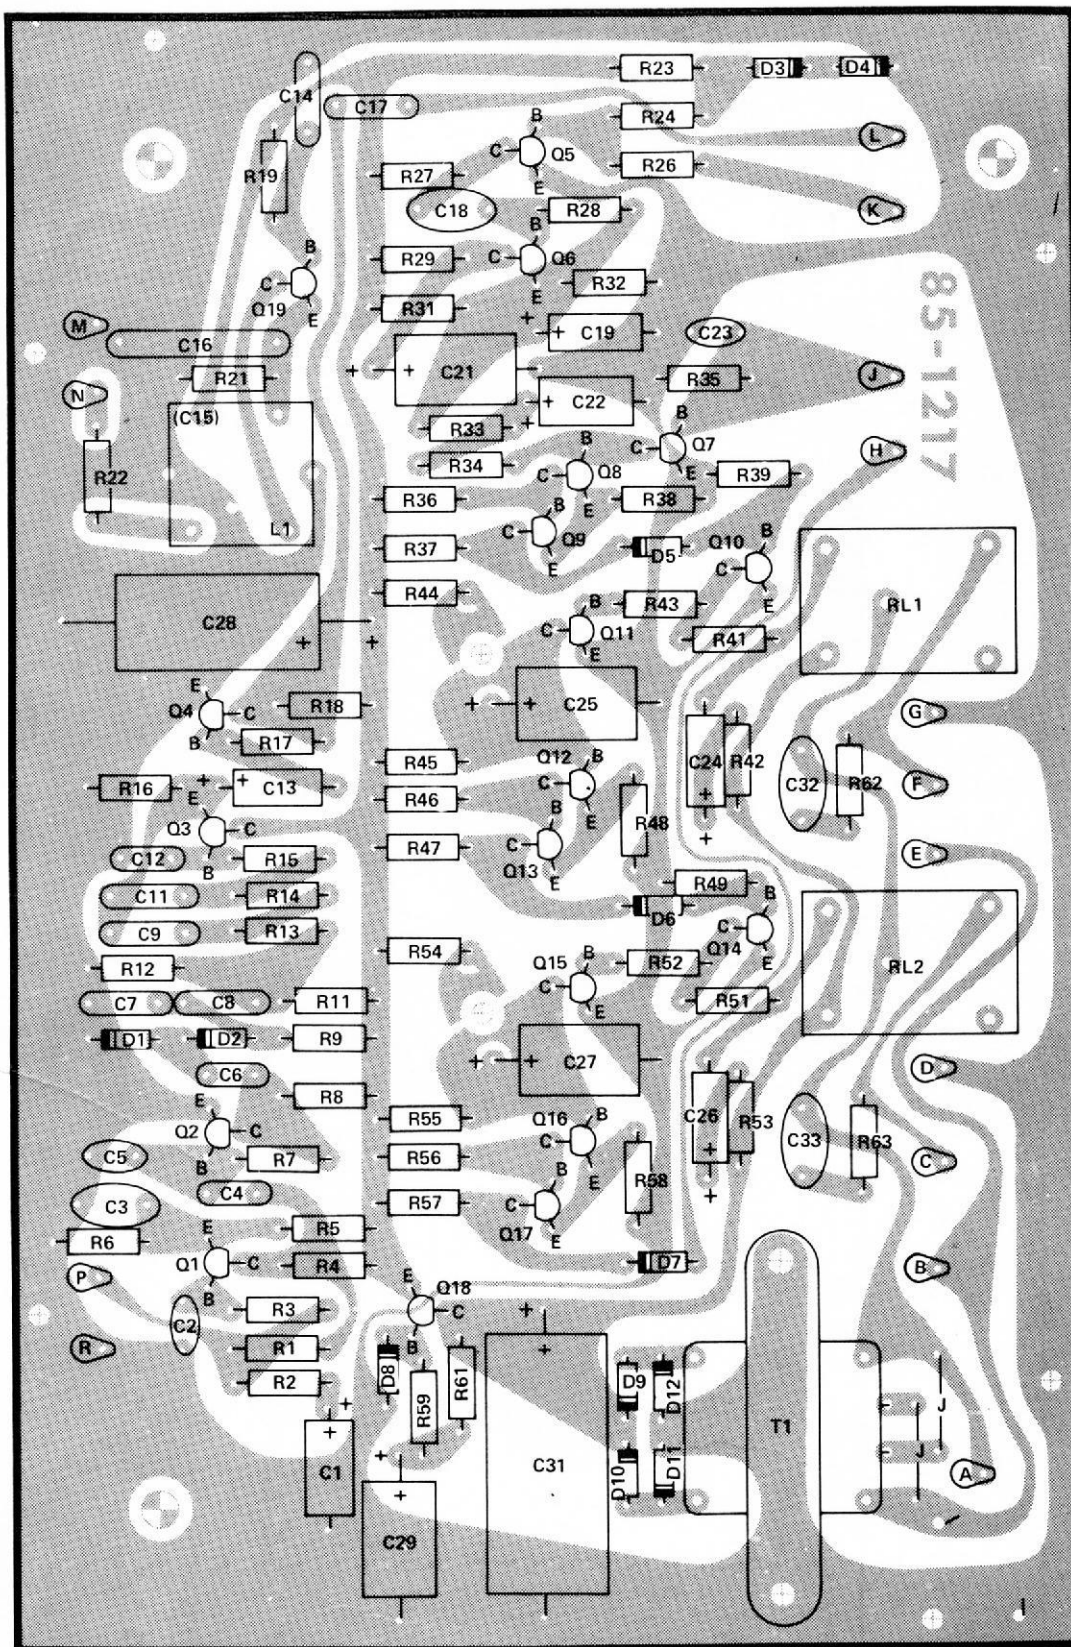 R23
D3
D4
C14
C17
R24
B
L
C
Q5
R19
R27
E
R26
C18
R28
K
B
B
R29
C
Q6
R32
C
E
Q19
E
R31
+
+
C19
C23
85-1217
M
C16
+
C21
R21
R35
J
+
C22
N
(C15)
R33
+
B
C
Q7
H
R34
B
E
R22
C
Q8
R39
R36
B
E
R38
L1
C
Q9
B
R37
E
D5
Q10
C
R44
B
R43
E
RL1
C28
C
Q11
R41
+
+
E
E
+
+
C25
Q4
C
R18
G
B
R17
Q12
B
C24
R42
R45
C
C32
R62
F
R16
+
+
C13
E
R46
B
E
R48
+
Q3
C
C
+
E
C12
B
R15
R47
Q13
E
R49
C11
R14
D6
B
C9
R13
C
Q14
R54
B
R52
E
RL2
R12
Q15
C
C7
C8
R11
E
R51
D1
D2
R9
+
+
C27
D
C6
R8
E
R55
B
C26
R53
Q2
C
Q16
C
C33
R63
C5
B
R7
R56
B
E
R58
+
C
C4
R57
C
+
C3
Q17
E
R5
E
R6
Q1
C
R4
D7
B
P
B
E
Q18
R3
C
+
C2
B
R
R1
D8
R61
+
D9
D12
R2
R59
J
+
T1
+
+
J
C1
C31
D10
D11
A
+
C29